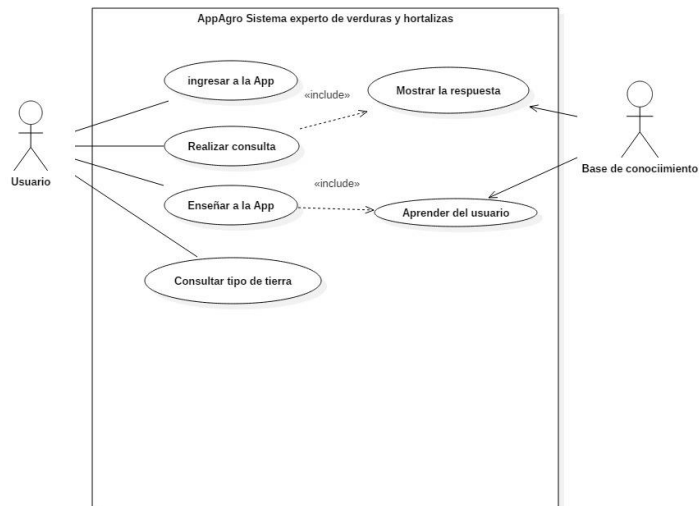 AppAgro Sistema experto de verduras y hortalizas
ingresar a la App
«include»
Mostrar la respuesta
Realizar consulta
Usuario
Base de conociimiento
«include»
Enseñar a la App
Aprender del usuario
Consultar tipo de tierra